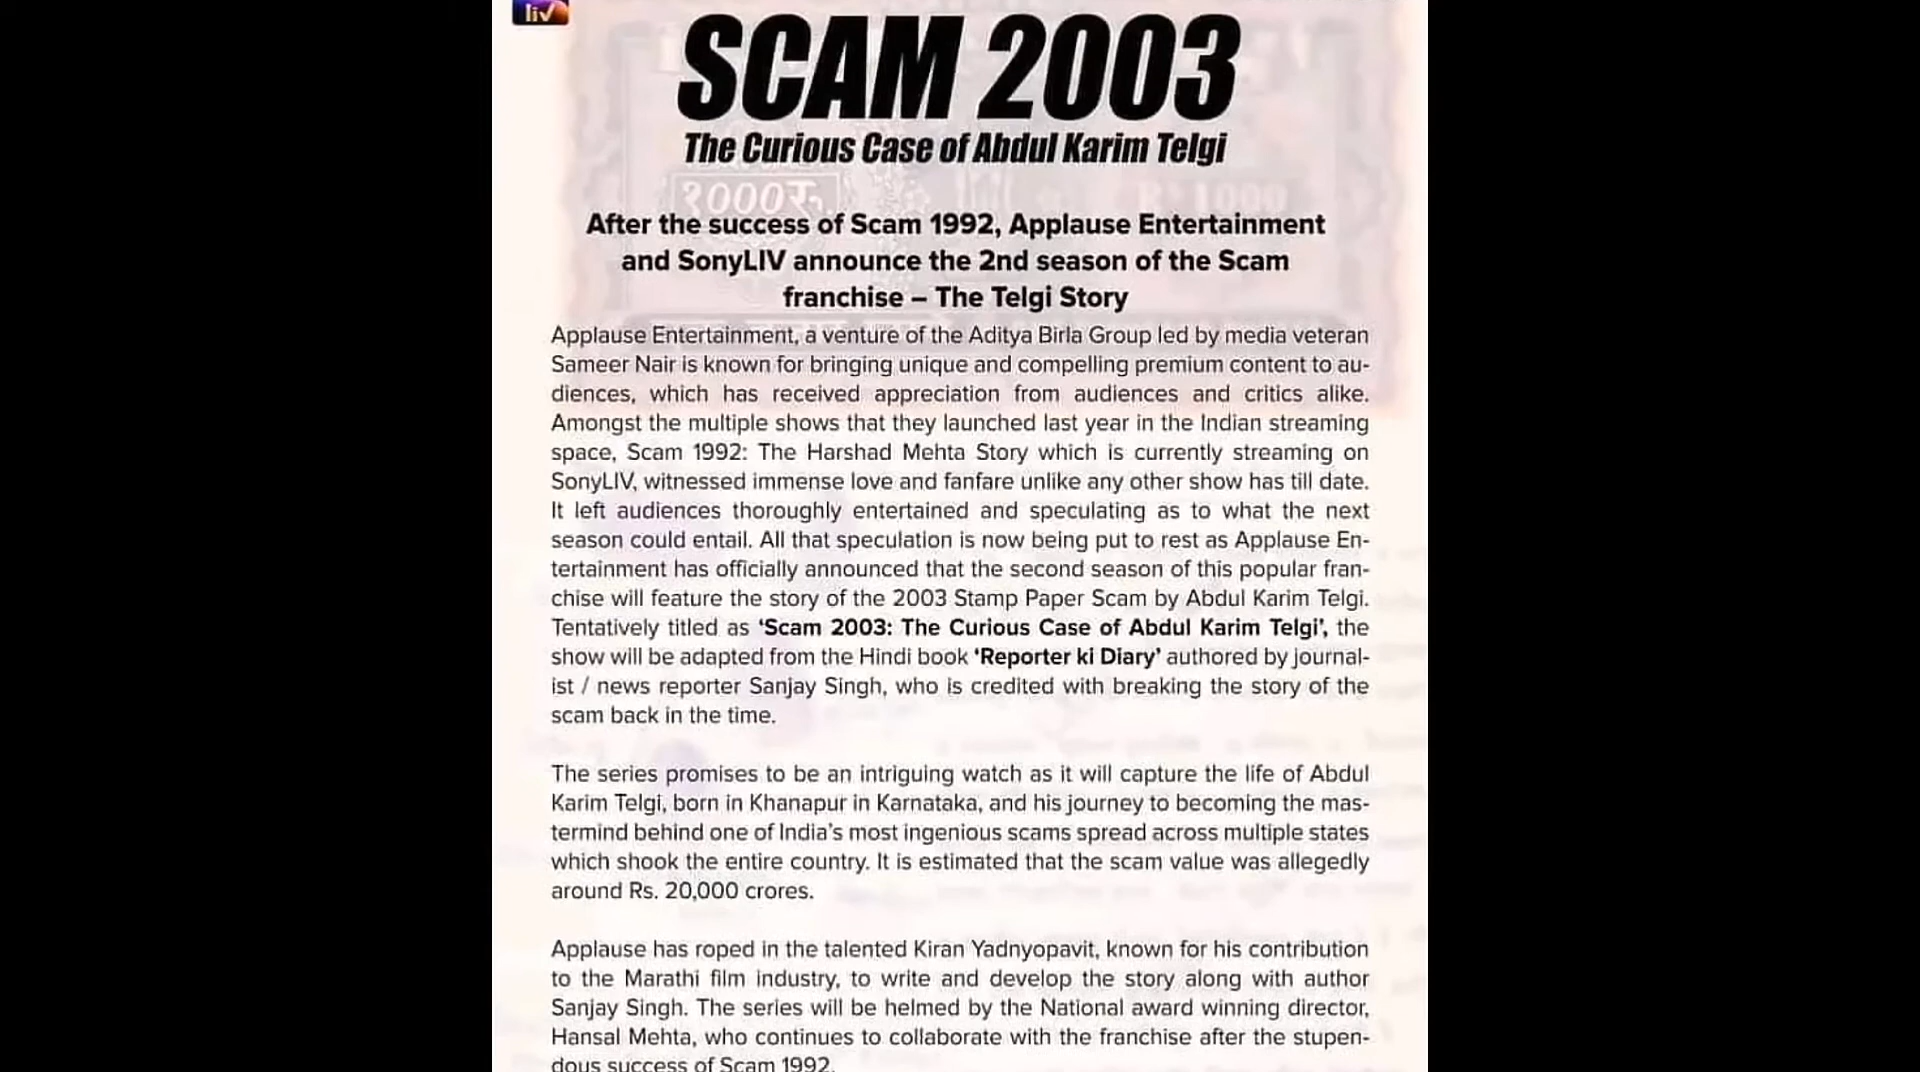 liv
SCAM 2003
The Curious Case of Abdul Karim Telgi
१०००रु.
Rs 1000
After the success of Scam 1992, Applause Entertainment
and SonyLIV announce the 2nd season of the Scam
franchise – The Telgi Story
Applause Entertainment, a venture of the Aditya Birla Group led by media veteran
Sameer Nair is known for bringing unique and compelling premium content to au-
diences, which has received appreciation from audiences and critics alike.
Amongst the multiple shows that they launched last year in the Indian streaming
space, Scam 1992: The Harshad Mehta Story which is currently streaming on
SonyLIV, witnessed immense love and fanfare unlike any other show has till date.
It left audiences thoroughly entertained and speculating as to what the next
season could entail. All that speculation is now being put to rest as Applause En-
tertainment has officially announced that the second season of this popular fran-
chise will feature the story of the 2003 Stamp Paper Scam by Abdul Karim Telgi.
Tentatively titled as ‘Scam 2003: The Curious Case of Abdul Karim Telgi’, the
show will be adapted from the Hindi book ‘Reporter ki Diary’ authored by journal-
ist / news reporter Sanjay Singh, who is credited with breaking the story of the
scam back in the time.
The series promises to be an intriguing watch as it will capture the life of Abdul
Karim Telgi, born in Khanapur in Karnataka, and his journey to becoming the mas-
termind behind one of India’s most ingenious scams spread across multiple states
which shook the entire country. It is estimated that the scam value was allegedly
around Rs. 20,000 crores.
Applause has roped in the talented Kiran Yadnyopavit, known for his contribution
to the Marathi film industry, to write and develop the story along with author
Sanjay Singh. The series will be helmed by the National award winning director,
Hansal Mehta, who continues to collaborate with the franchise after the stupen-
dous success of Scam 1992.